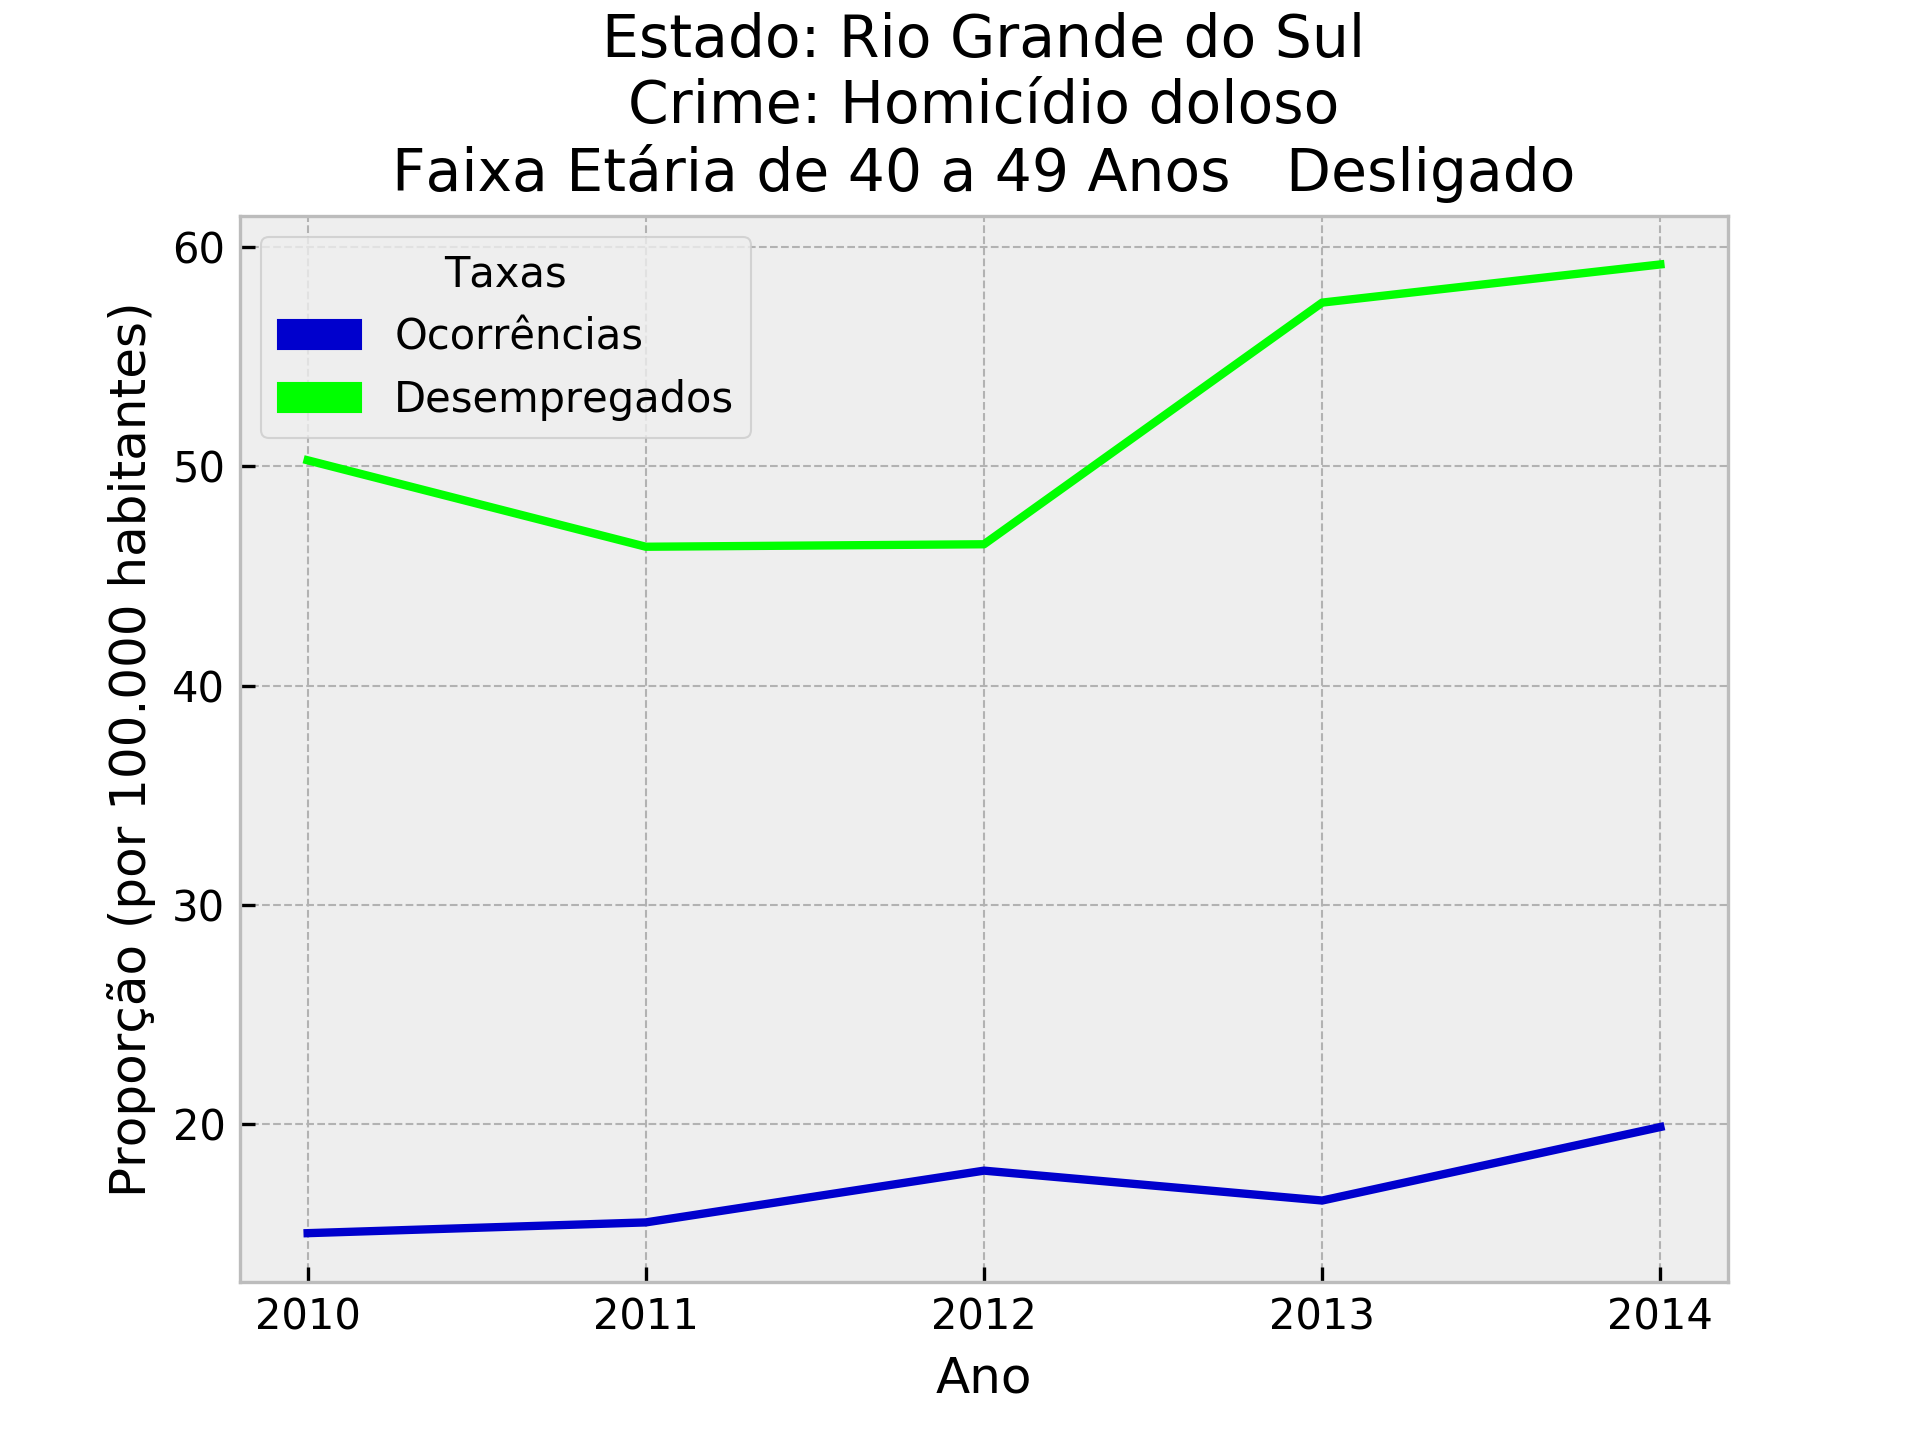 Estado: Rio Grande do Sul
Crime: Homicídio doloso
Faixa Etária de 40 a 49 Anos   Desligado
Taxas
Ocorrências
Desempregados
Proporção (por 100.000 habitantes)
60
50
40
30
20
2010 2011 2012 2013 2014
Ano